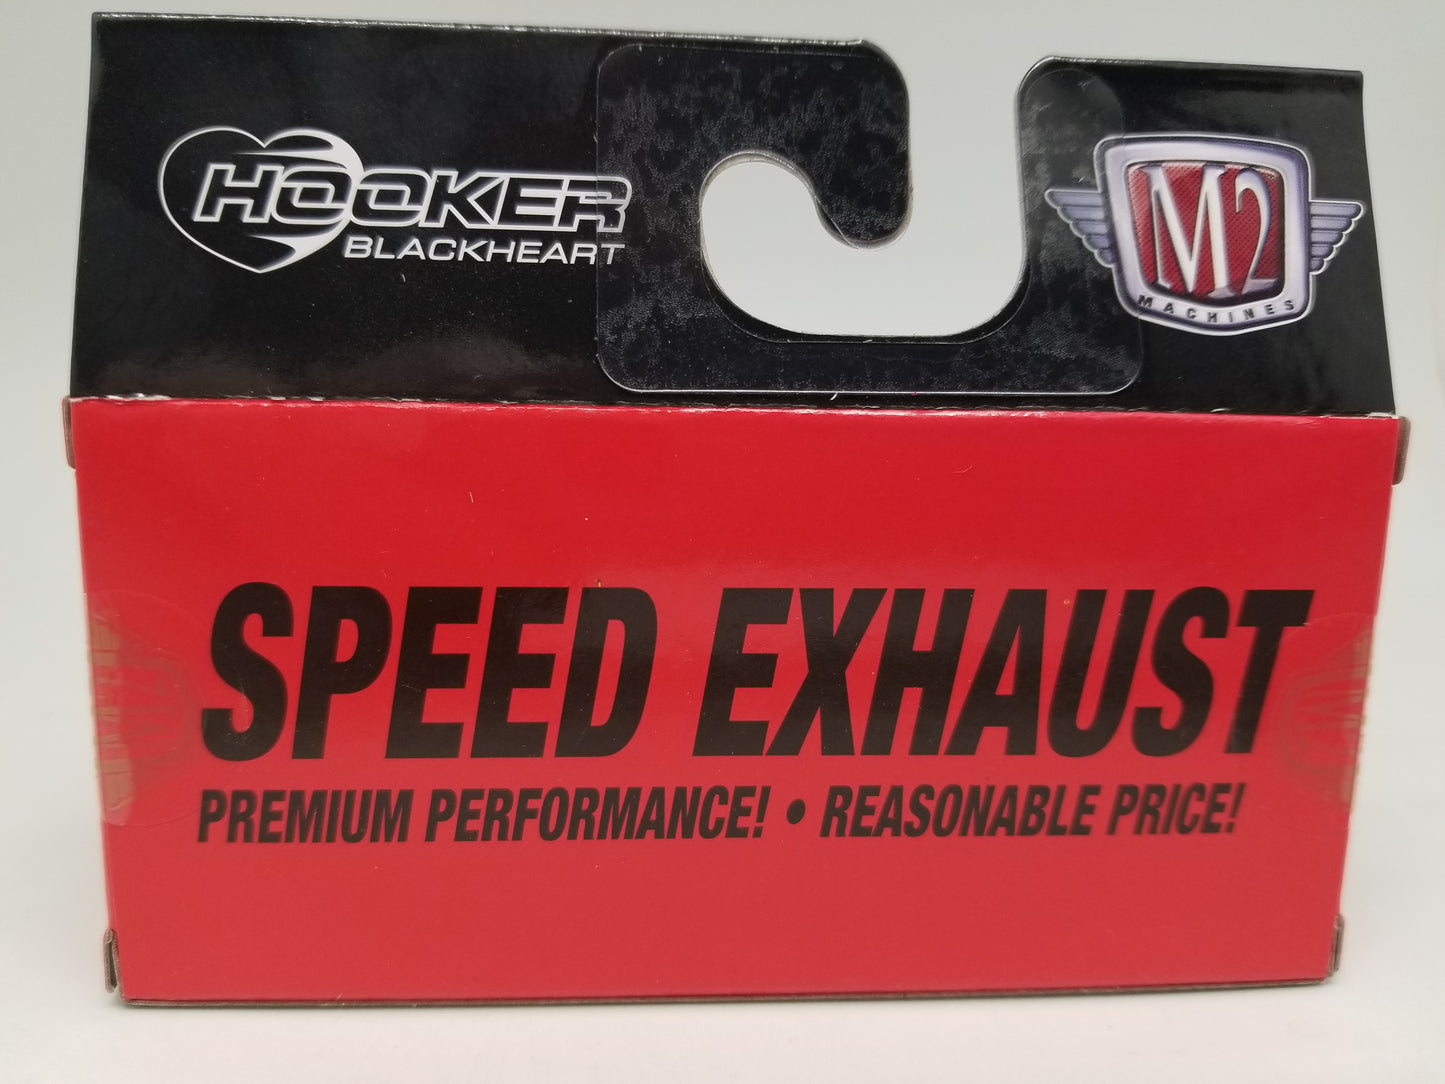 HOOKER
BLACKHEART
M2
MACHINES
SPEED EXHAUST
PREMIUM PERFORMANCE! • REASONABLE PRICE!